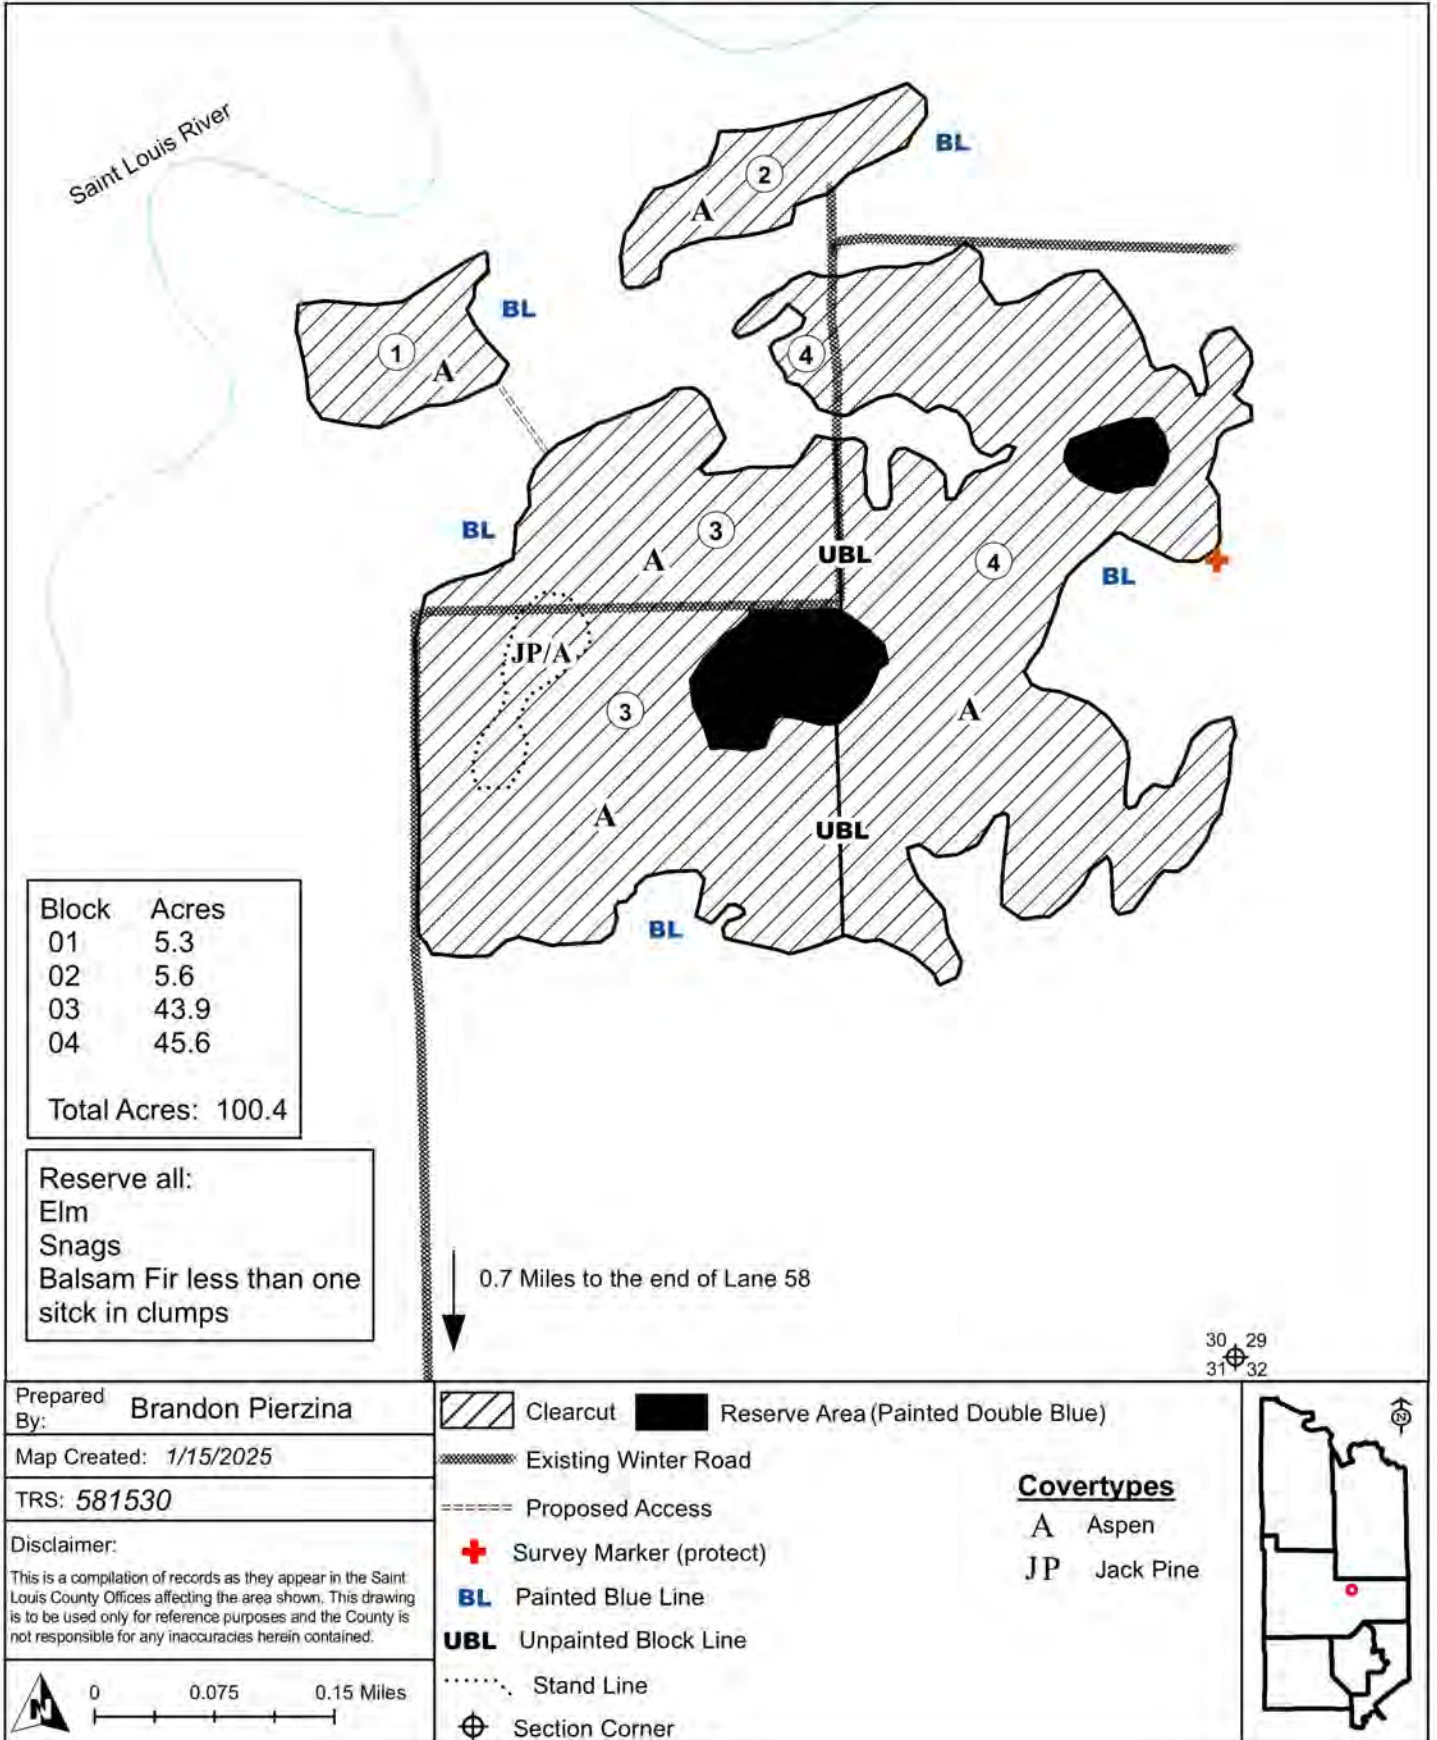 Saint Louis River
BL
2
A
BL
1
A
4
BL
3
A
UBL
4
BL
JP/A
3
A
A
UBL
BL
Block Acres
01 5.3
02 5.6
03 43.9
04 45.6
Total Acres: 100.4
Reserve all:
Elm
Snags
Balsam Fir less than one
sitck in clumps
0.7 Miles to the end of Lane 58
30 29
31 32
Prepared
By: Brandon Pierzina
Map Created: 1/15/2025
TRS: 581530
Disclaimer:
This is a compilation of records as they appear in the Saint
Louis County Offices affecting the area shown. This drawing
is to be used only for reference purposes and the County is
not responsible for any inaccuracies herein contained.
N
0 0.075 0.15 Miles
Clearcut
Reserve Area (Painted Double Blue)
Existing Winter Road
Proposed Access
Survey Marker (protect)
BL Painted Blue Line
UBL Unpainted Block Line
Stand Line
Section Corner
Covertypes
A Aspen
JP Jack Pine
N